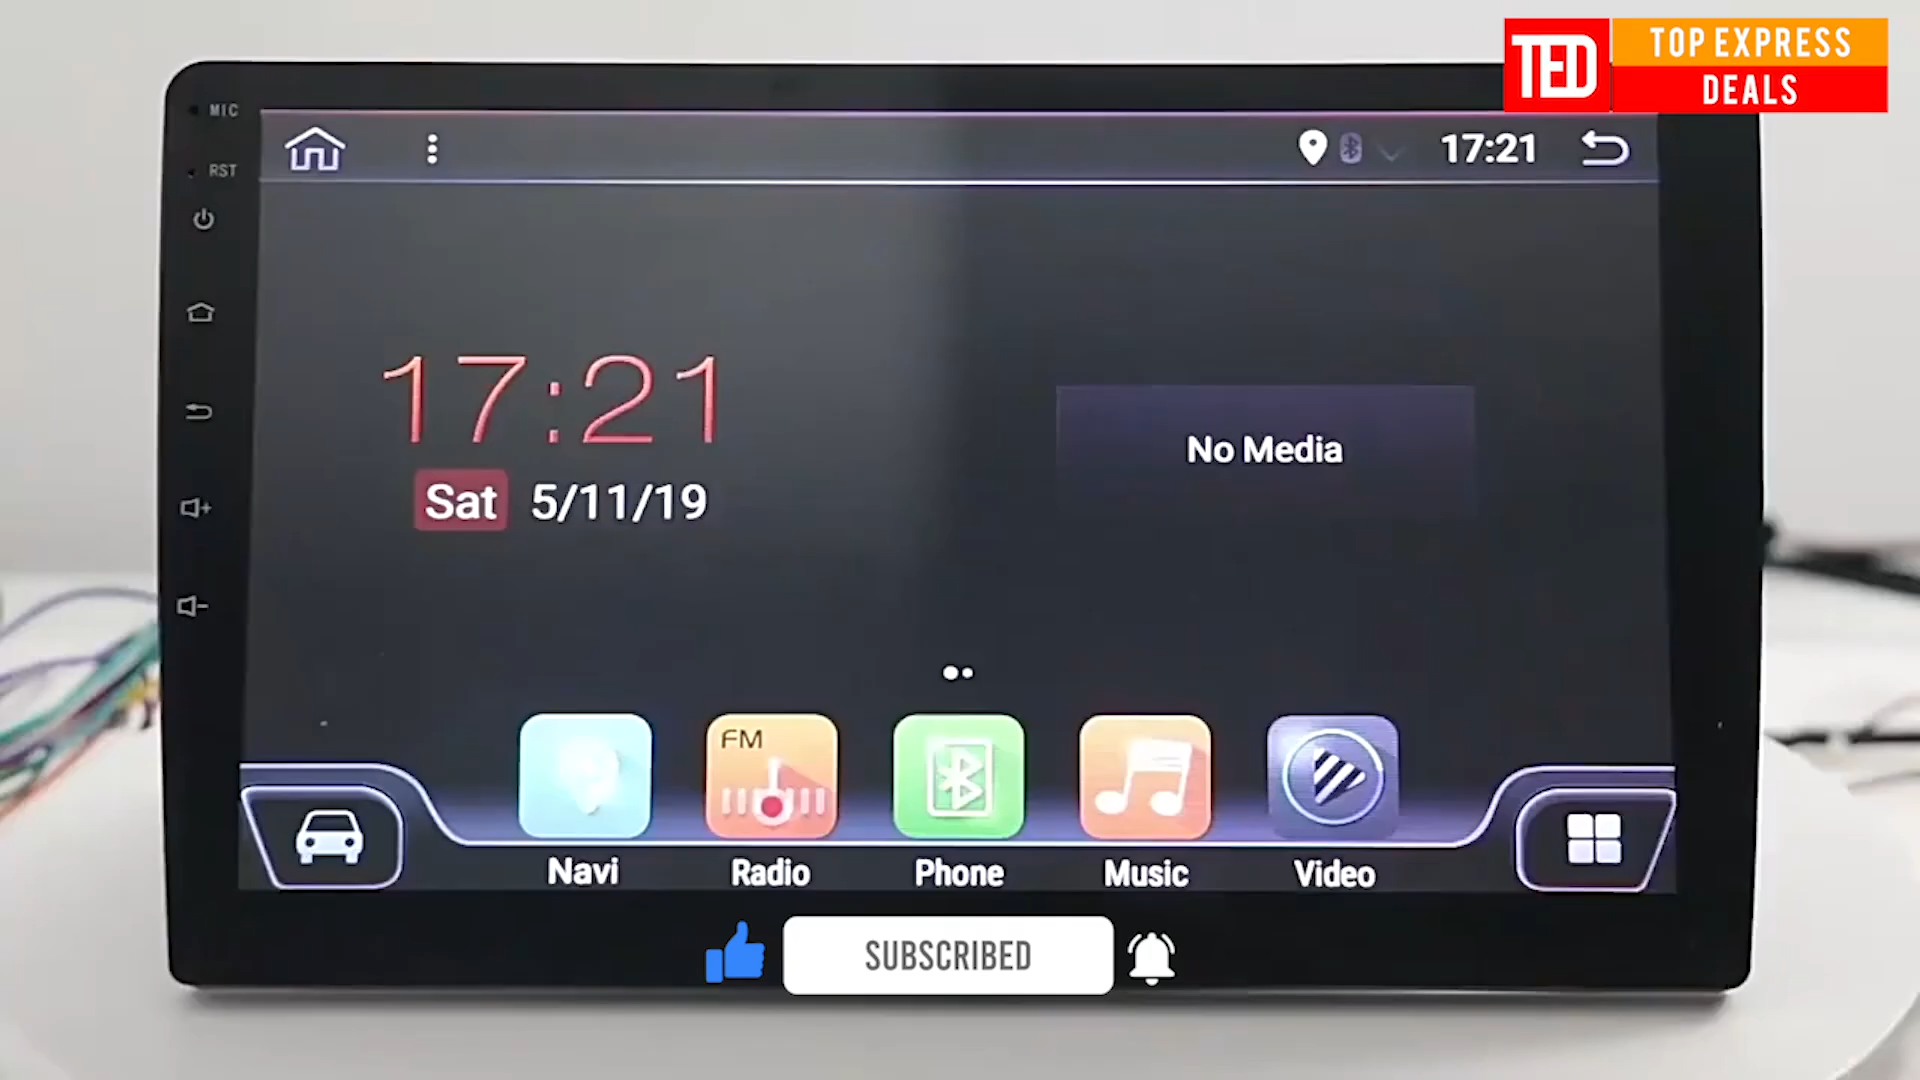 TED
TOP EXPRESS
DEALS
MIC
RST
17:21
17:21
Sat 5/11/19
No Media
FM
Navi
Radio
Phone
Music
Video
SUBSCRIBED